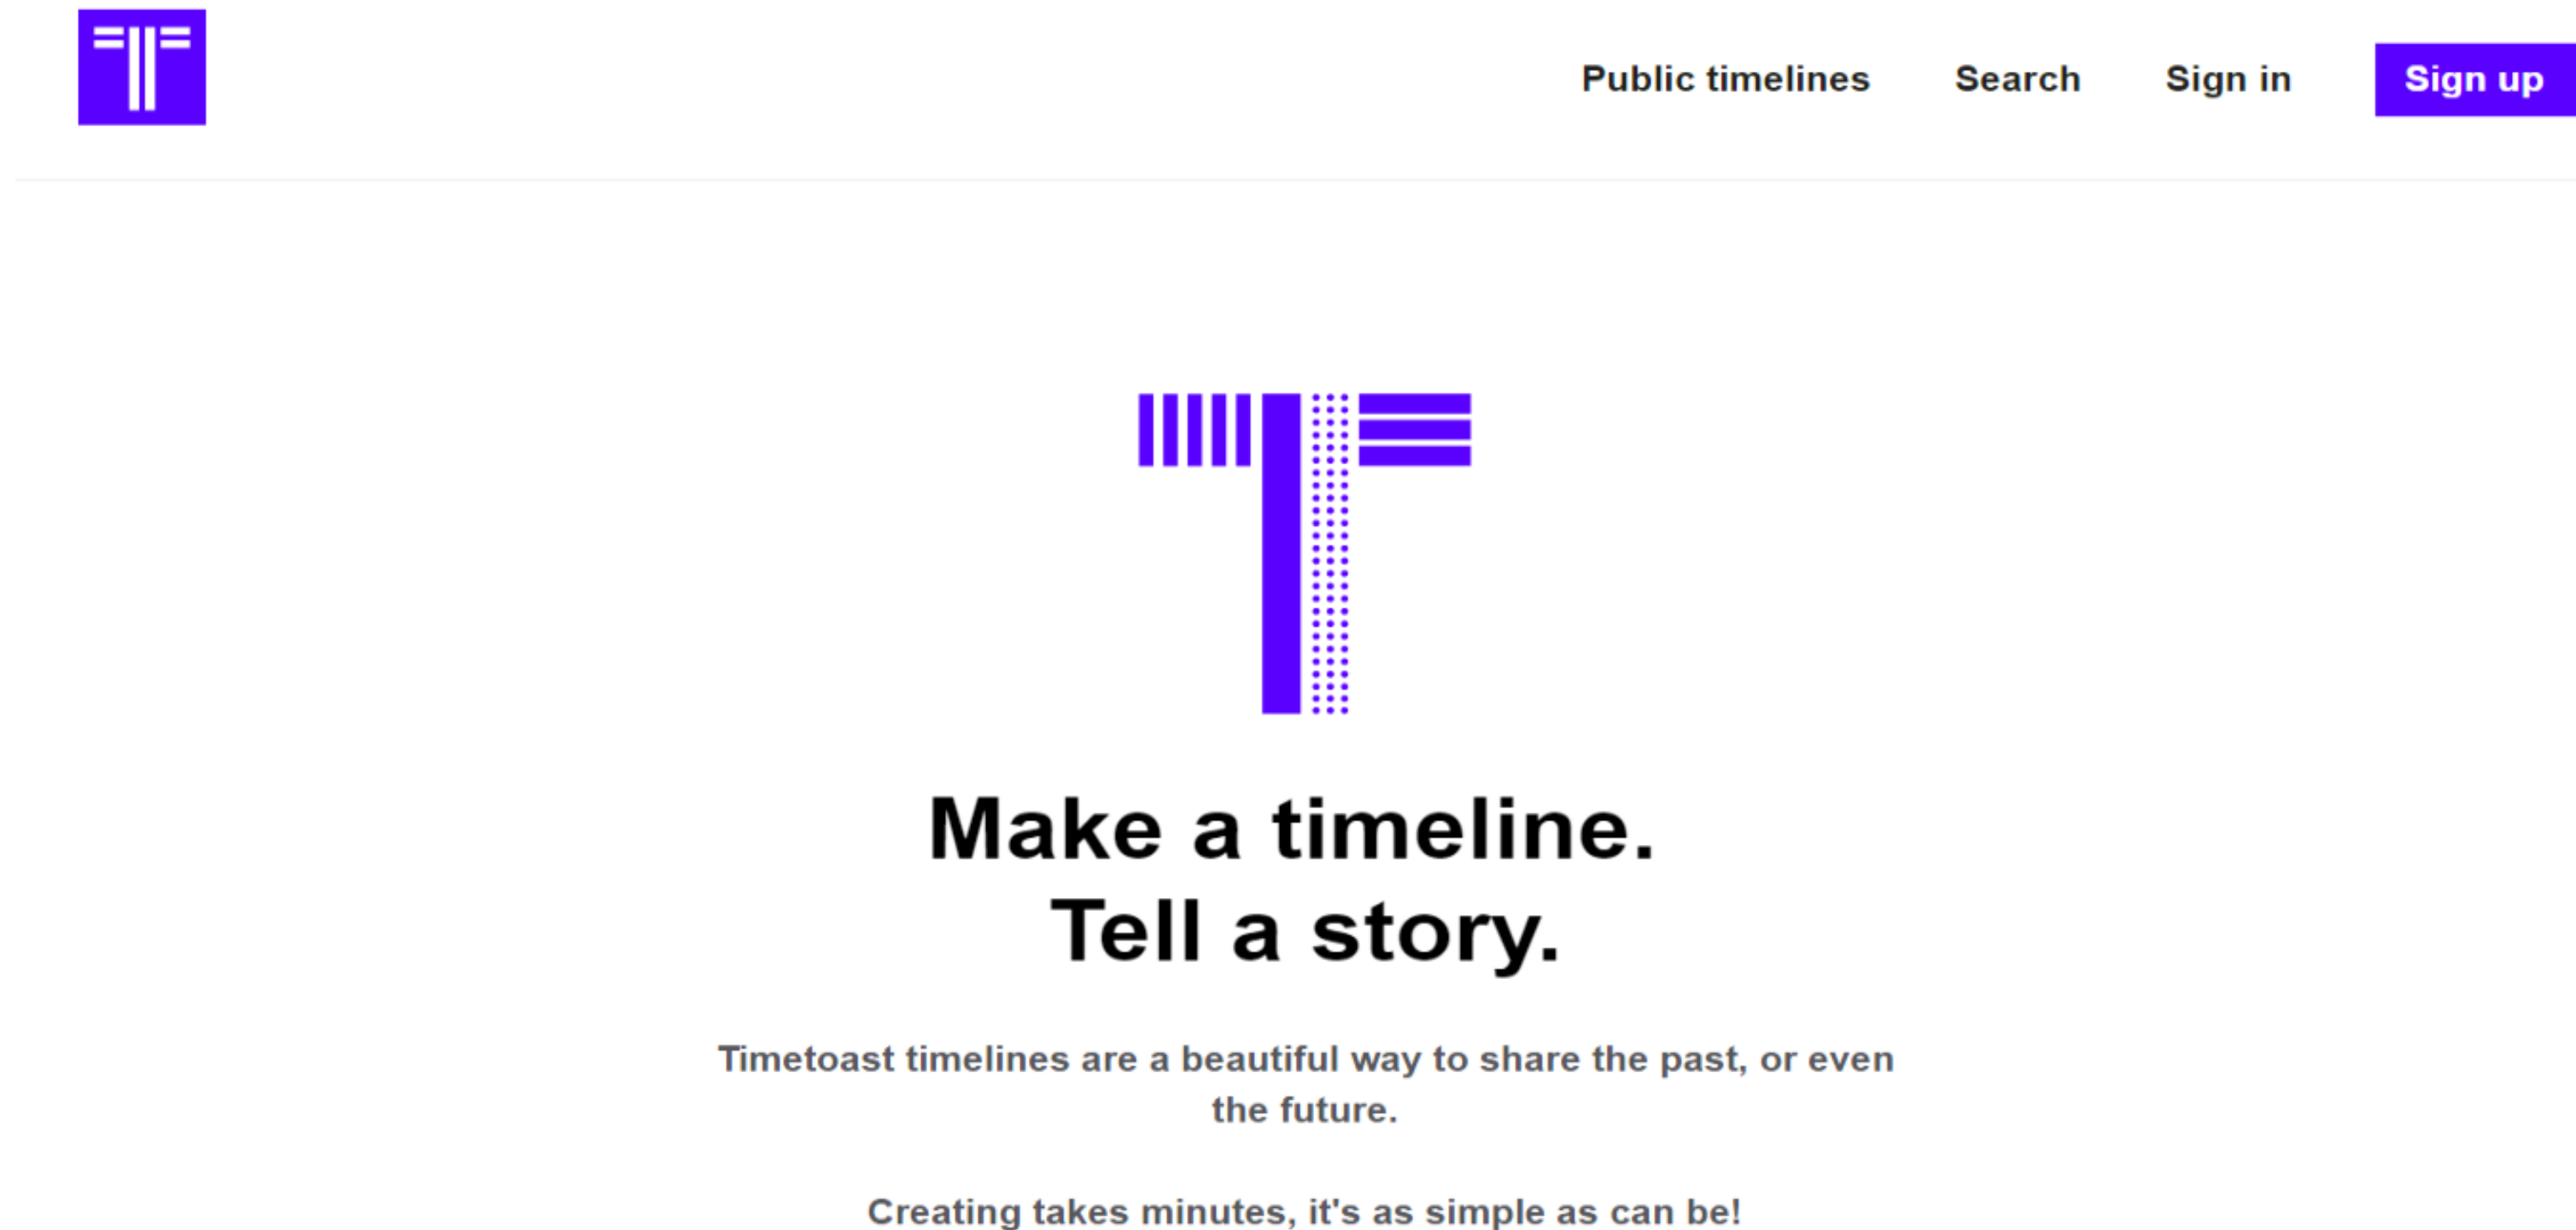 Public timelines
Search
Sign in
Sign up
Make a timeline.
Tell a story.
Timetoast timelines are a beautiful way to share the past, or even
the future.
Creating takes minutes, it's as simple as can be!